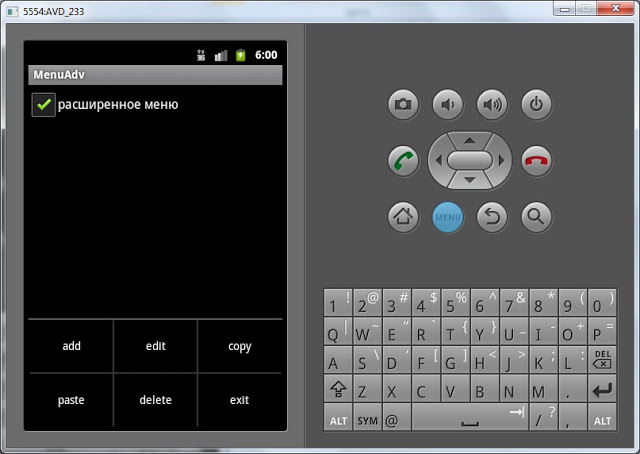 5554:AVD_233
6:00
MenuAdv
расширенное меню
add edit copy
paste delete exit
MENU
1 ! 2 @ 3 # 4 $ 5 % 6 ^ 7 & 8 * 9 ( 0 )
Q | W ~ E " R ` T { Y } U _ I - O + P =
A S \ D ' F [ G ] H < J > K ; L : DEL
Z X C V B N M .
ALT SYM @ / ? , ALT